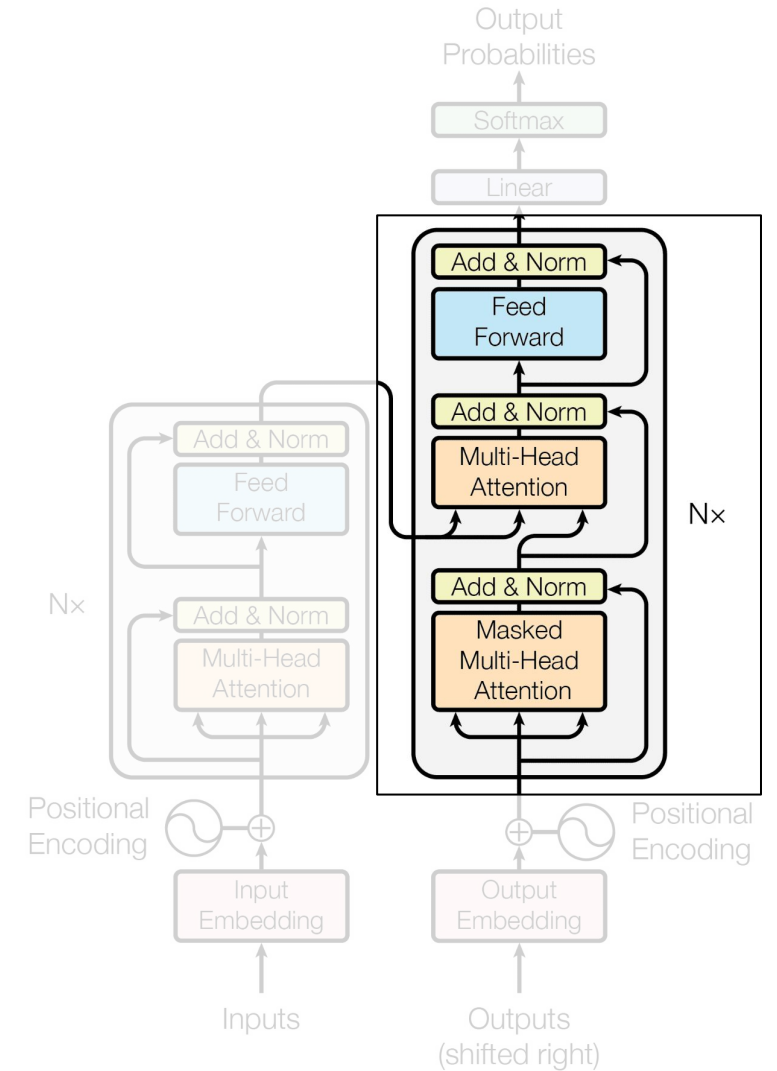 Output
Probabilities
Softmax
Linear
Add & Norm
Feed
Forward
Add & Norm
Multi-Head
Attention
Nx
Add & Norm
Masked
Multi-Head
Attention
Add & Norm
Feed
Forward
Nx
Add & Norm
Multi-Head
Attention
Positional
Encoding
Positional
Encoding
Input
Embedding
Output
Embedding
Inputs
Outputs
(shifted right)